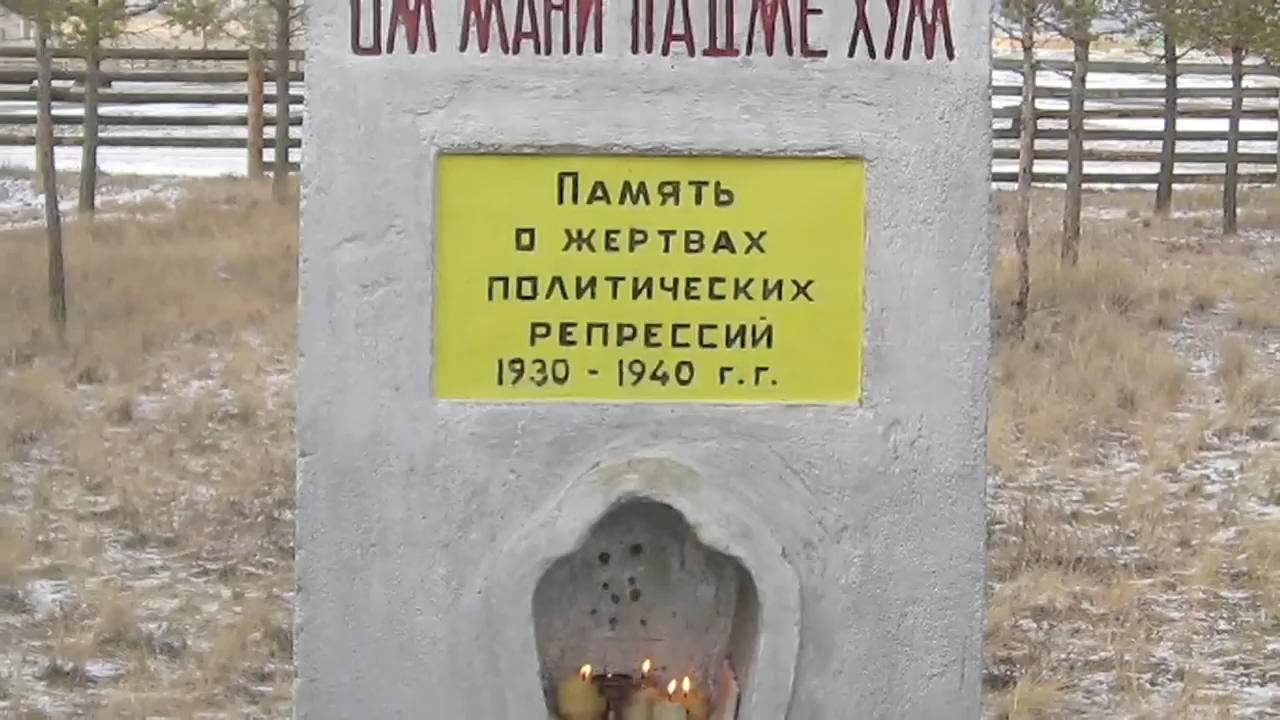 ОМ МАНИ ПАДМЕ ХУМ
Память
о жертвах
политических
репрессий
1930 - 1940 г.г.